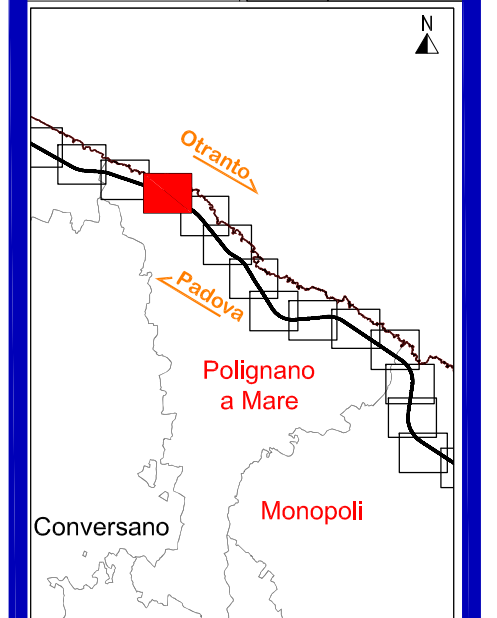 N
Otranto
Padova
Polignano
a Mare
Monopoli
Conversano